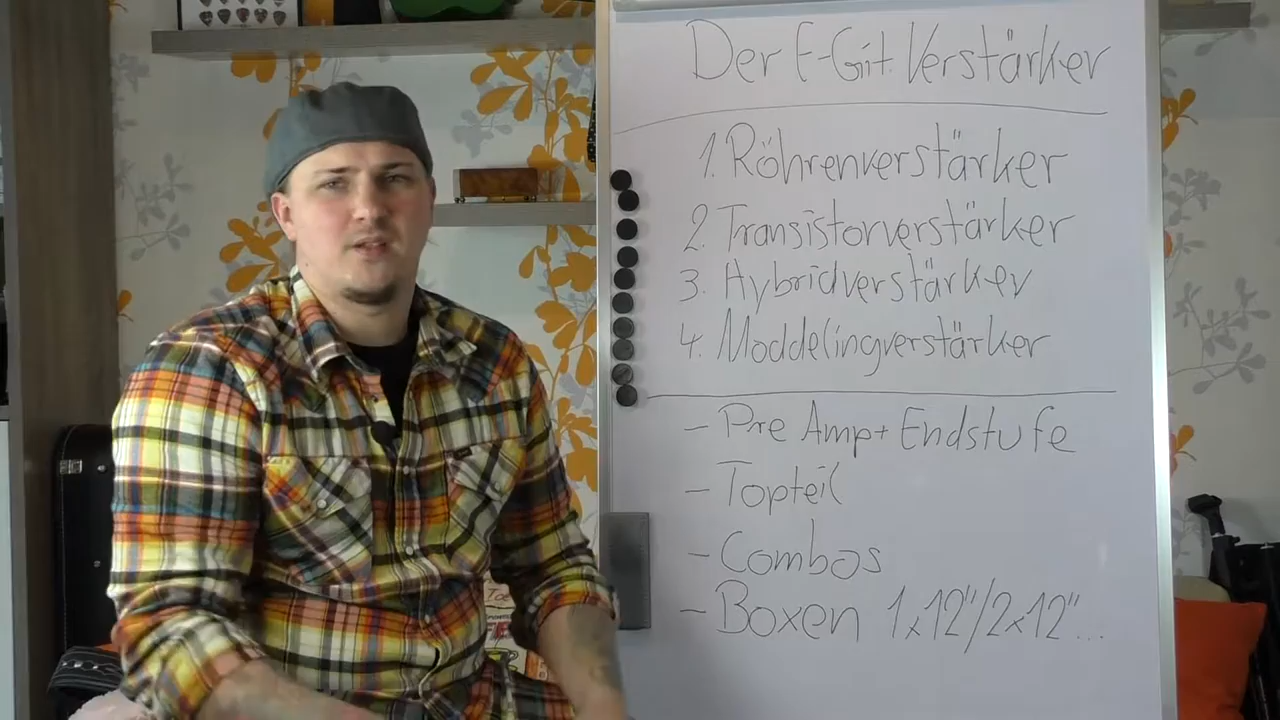 Der E-Git. Verstärker
1. Röhrenverstärker
2. Transistorverstärker
3. Hybridverstärker
4. Moddelingverstärker
- Pre Amp + Endstufe
- Topteil
- Combos
- Boxen 1x12"/2x12"...